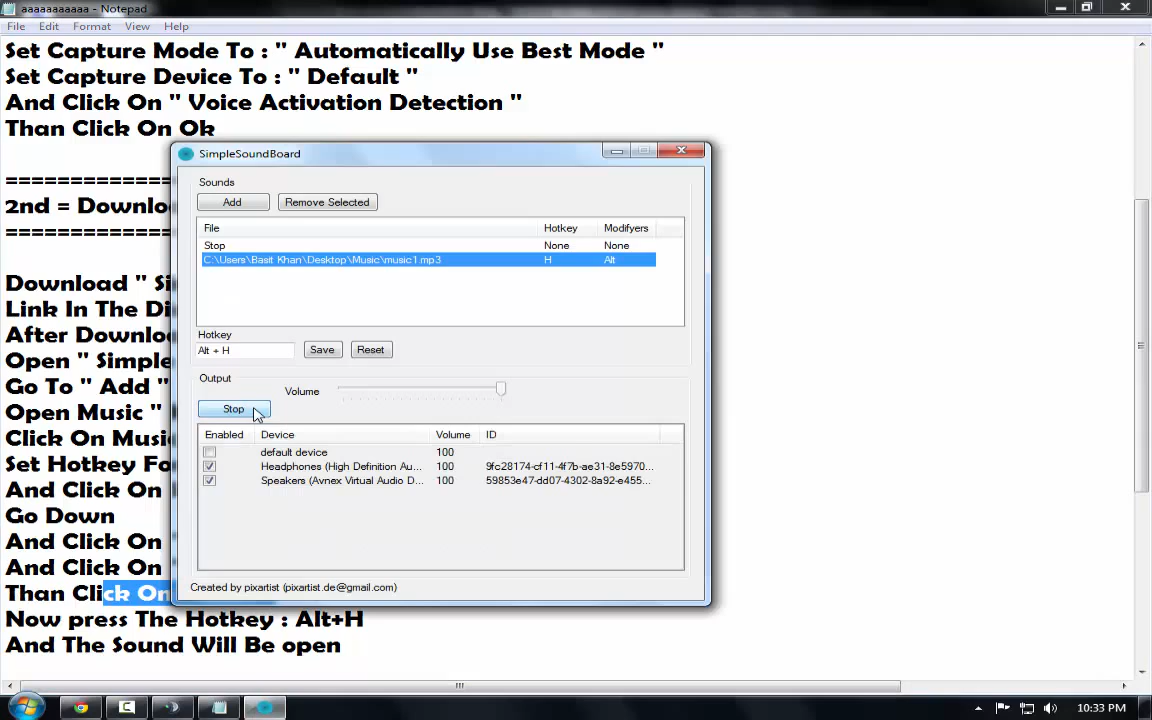 aaaaaaaaaaa - Notepad
File Edit Format View Help
Set Capture Mode To : " Automatically Use Best Mode "
Set Capture Device To : " Default "
And Click On " Voice Activation Detection "
Than Click On Ok
==============
2nd = Downlo
==============
Download " Si
Link In The Di
After Downlo
Open " Simple
Go To " Add "
Open Music "
Click On Musi
Set Hotkey Fo
And Click On
Go Down
And Click On
And Click On
Than Click On
Now press The Hotkey : Alt+H
And The Sound Will Be open
SimpleSoundBoard
Sounds
Add Remove Selected
File Hotkey Modifyers
Stop None None
C:\Users\Basit Khan\Desktop\Music\music1.mp3 H Alt
Hotkey
Alt + H Save Reset
Output
Volume
Stop
Enabled Device Volume ID
default device 100
Headphones (High Definition Au... 100 9fc28174-cf11-4f7b-ae31-8e5970...
Speakers (Avnex Virtual Audio D... 100 59853e47-dd07-4302-8a92-e455...
Created by pixartist (pixartist.de@gmail.com)
10:33 PM